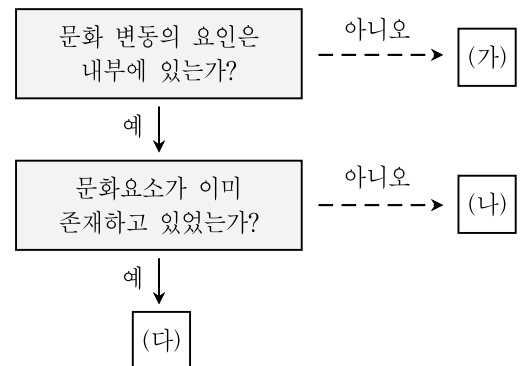 문화 변동의 요인은
내부에 있는가?
아니오
(가)
예
문화요소가 이미
존재하고 있었는가?
아니오
(나)
예
(다)